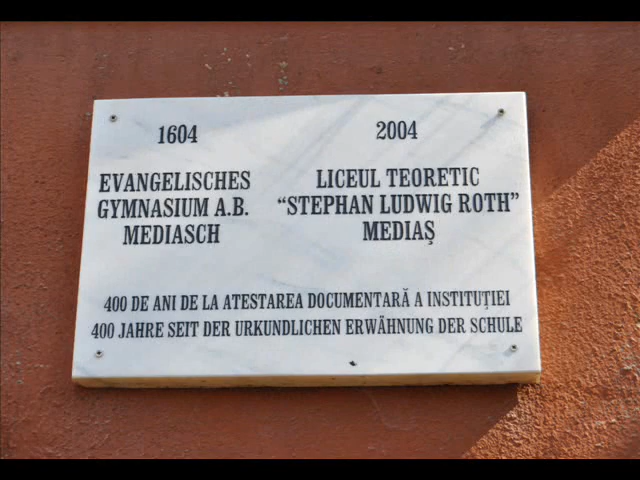 1604
EVANGELISCHES
GYMNASIUM A.B.
MEDIASCH
2004
LICEUL TEORETIC
“STEPHAN LUDWIG ROTH”
MEDIAŞ
400 DE ANI DE LA ATESTAREA DOCUMENTARĂ A INSTITUŢIEI
400 JAHRE SEIT DER URKUNDLICHEN ERWÄHNUNG DER SCHULE